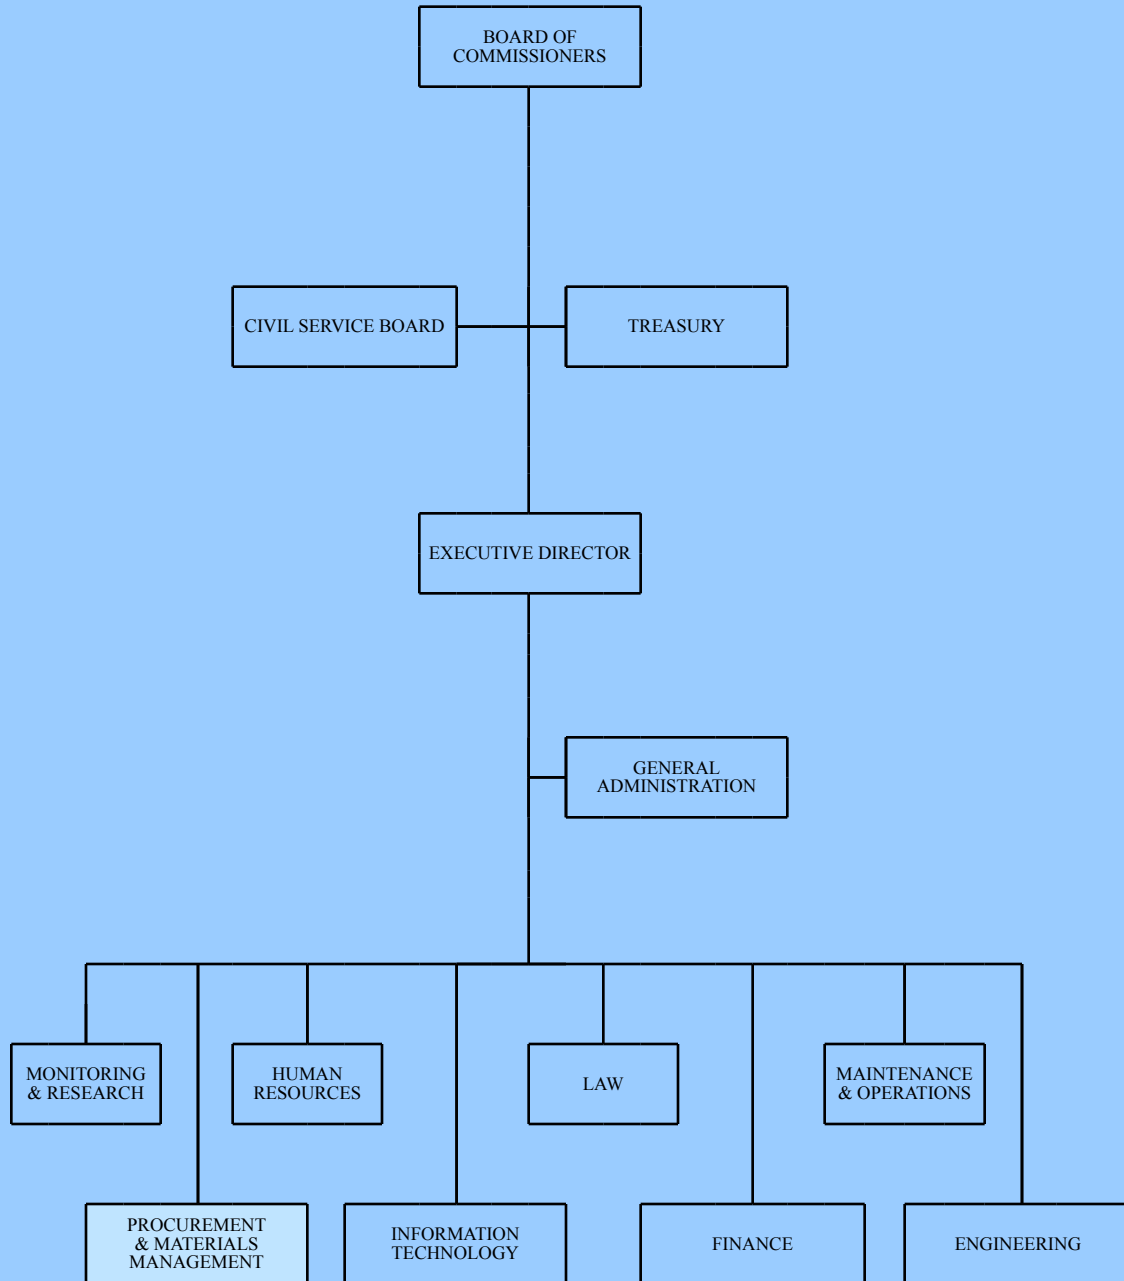 BOARD OF
COMMISSIONERS
CIVIL SERVICE BOARD
TREASURY
EXECUTIVE DIRECTOR
GENERAL
ADMINISTRATION
MONITORING
& RESEARCH
HUMAN
RESOURCES
LAW
MAINTENANCE
& OPERATIONS
PROCUREMENT
& MATERIALS
MANAGEMENT
INFORMATION
TECHNOLOGY
FINANCE
ENGINEERING